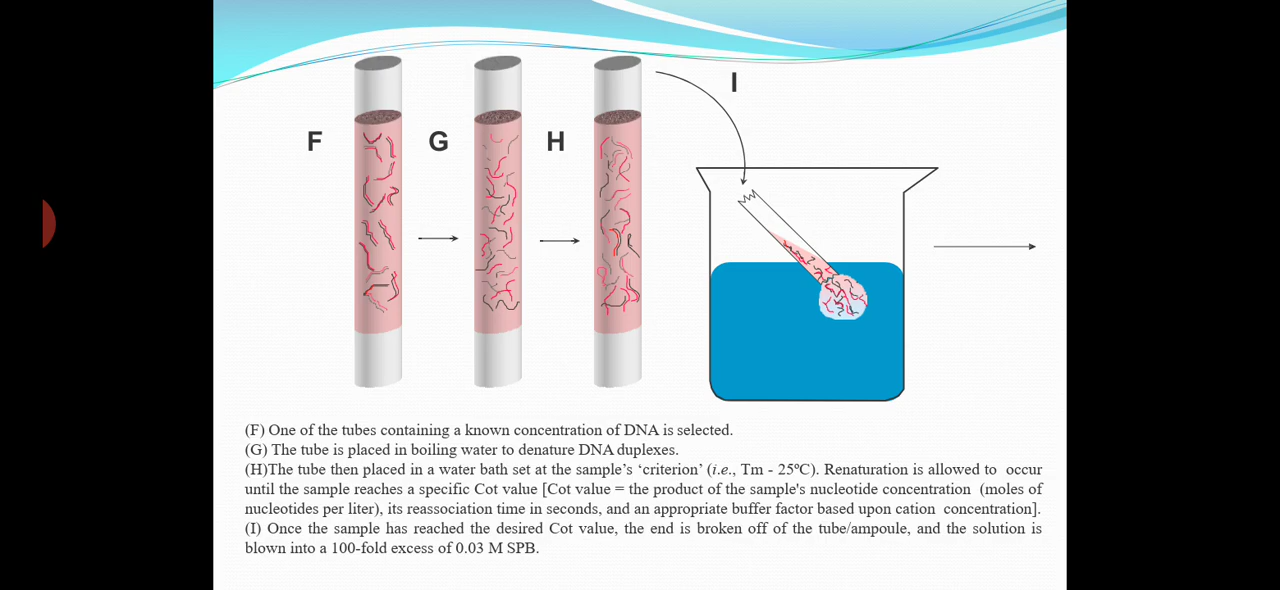 F
G
H
I
(F) One of the tubes containing a known concentration of DNA is selected.
(G) The tube is placed in boiling water to denature DNA duplexes.
(H)The tube then placed in a water bath set at the sample's ‘criterion’ (i.e., Tm - 25ºC). Renaturation is allowed to occur
until the sample reaches a specific Cot value [Cot value = the product of the sample's nucleotide concentration (moles of
nucleotides per liter), its reassociation time in seconds, and an appropriate buffer factor based upon cation concentration].
(I) Once the sample has reached the desired Cot value, the end is broken off of the tube/ampoule, and the solution is
blown into a 100-fold excess of 0.03 M SPB.